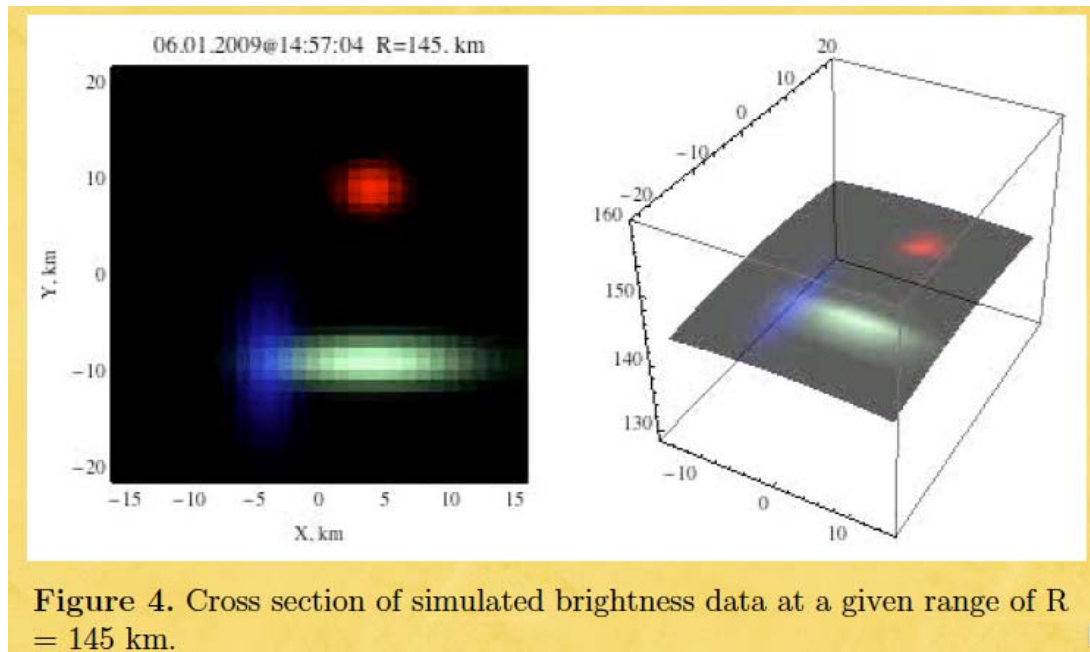 06.01.2009@14:57:04 R=145. km
20
10
0
−10
−20
Y, km
−15 −10 −5 0 5 10 15
X, km
20
10
0
−10
−20
160
150
140
130
−10
0
10
Figure 4. Cross section of simulated brightness data at a given range of R
= 145 km.